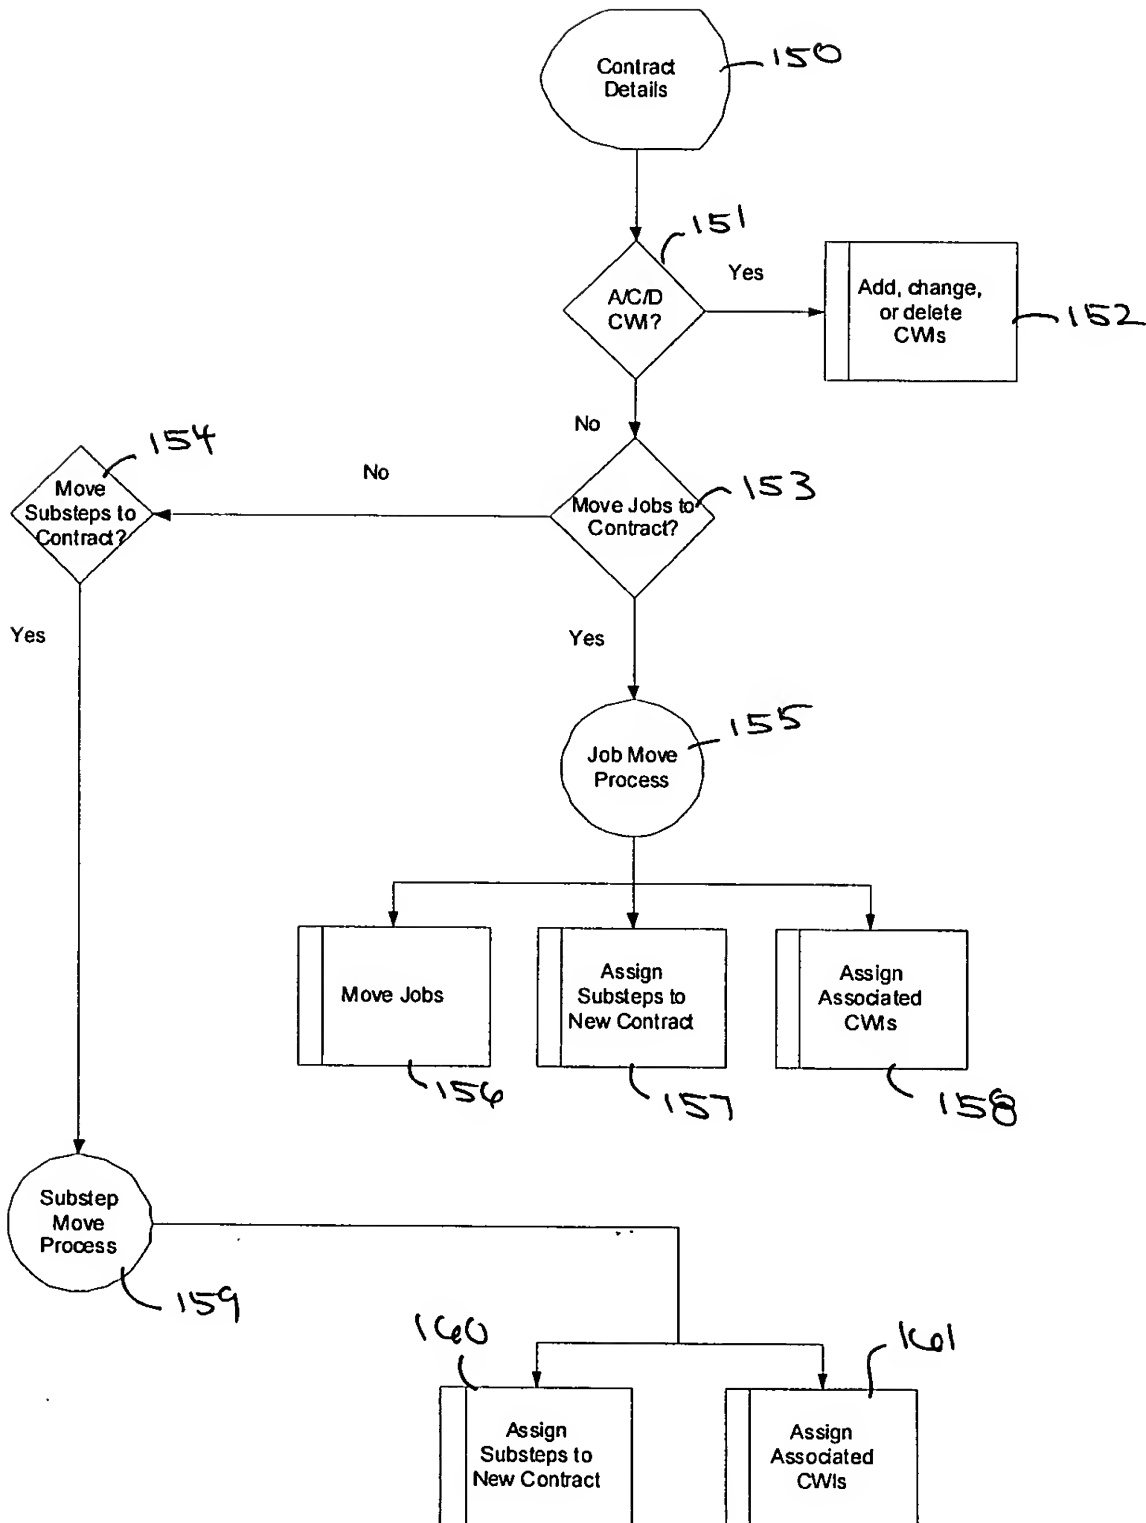 Contract
Details
150
151
A/C/D
CWI?
Yes
Add, change,
or delete
CWIs
152
No
154
Move
Substeps to
Contract?
No
Move Jobs to
Contract?
153
Yes
Yes
Job Move
Process
155
Move Jobs
156
Assign
Substeps to
New Contract
157
Assign
Associated
CWIs
158
Substep
Move
Process
159
160
Assign
Substeps to
New Contract
161
Assign
Associated
CWIs